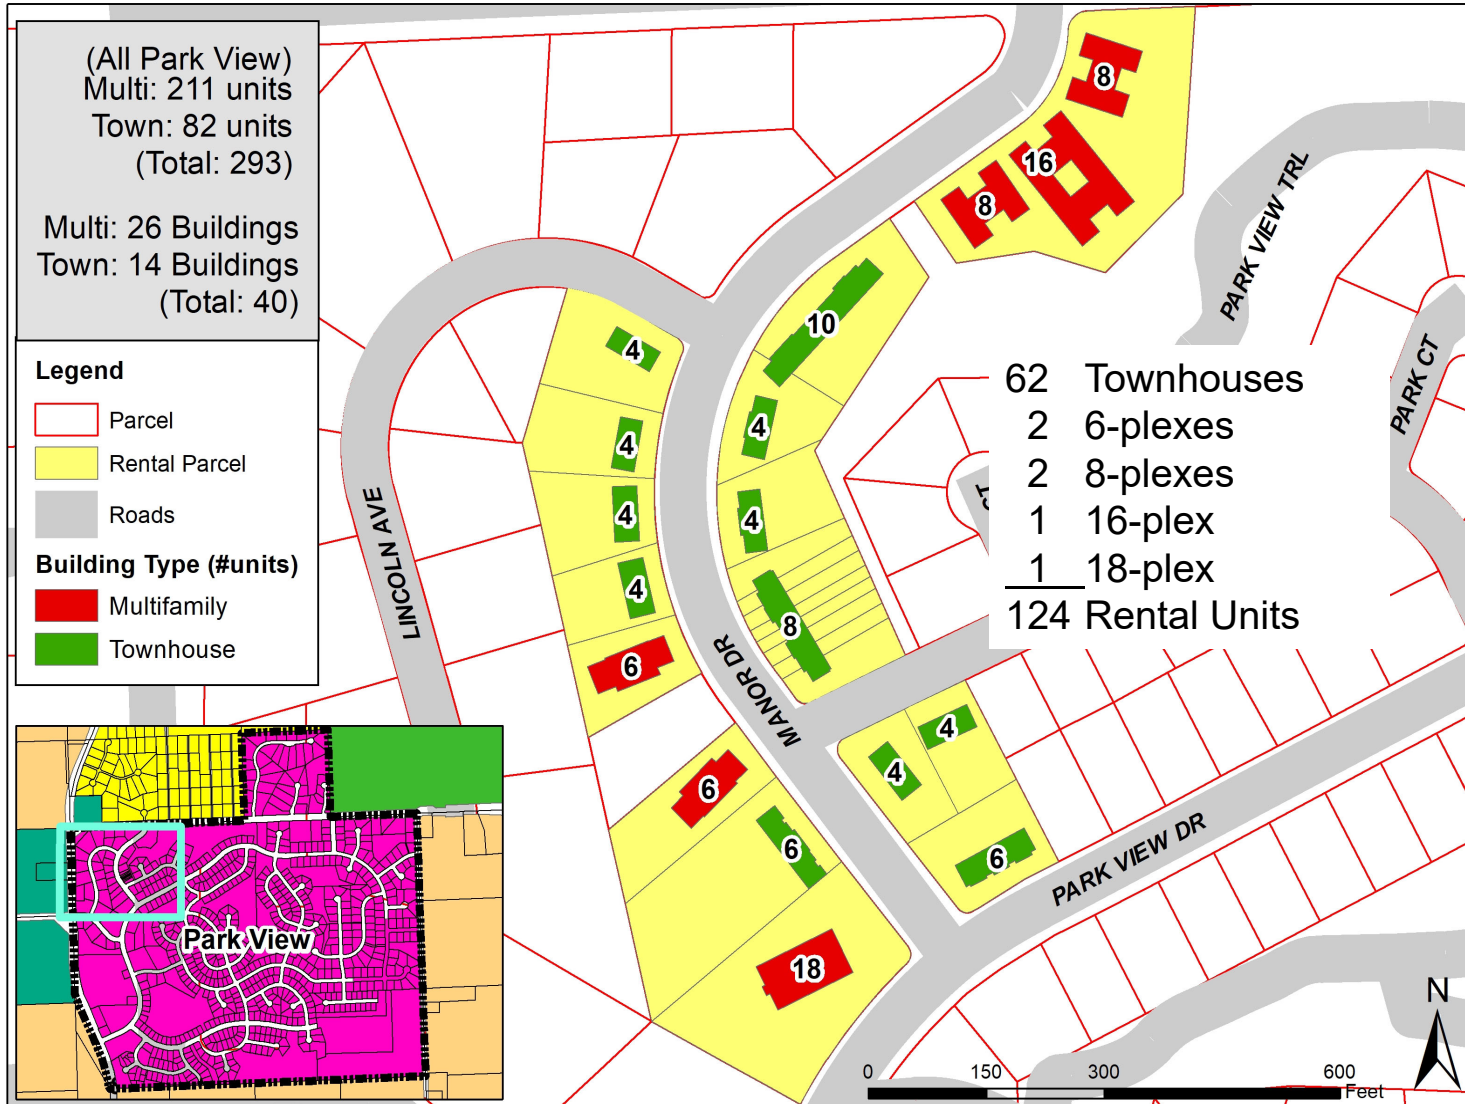 (All Park View)
Multi: 211 units
Town: 82 units
(Total: 293)
Multi: 26 Buildings
Town: 14 Buildings
(Total: 40)
Legend
Parcel
Rental Parcel
Roads
Building Type (#units)
Multifamily
Townhouse
8
16
8
10
4
4
4
4
4
4
8
6
6
4
4
6
6
18
LINCOLN AVE
MANOR DR
PARK VIEW DR
PARK VIEW TRL
PARK CT
CT
62 Townhouses
2 6-plexes
2 8-plexes
1 16-plex
1 18-plex
124 Rental Units
Park View
0 150 300 600
Feet
N